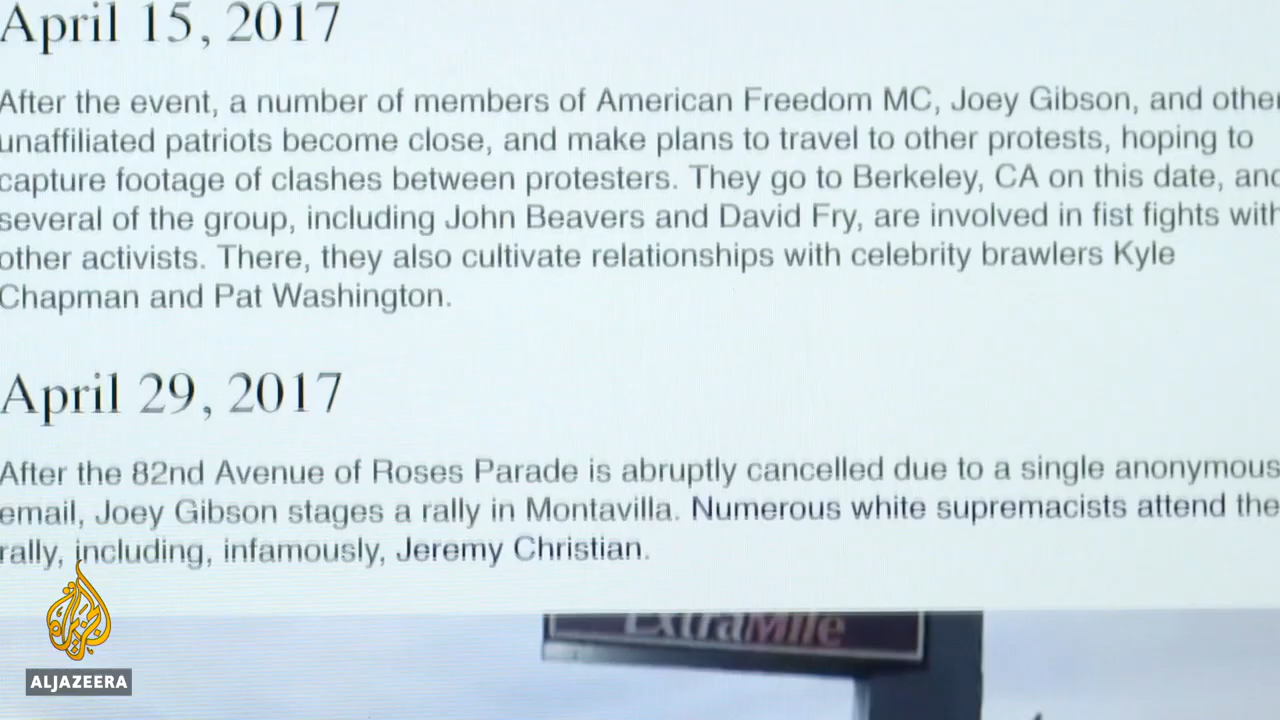 April 15, 2017
After the event, a number of members of American Freedom MC, Joey Gibson, and other
unaffiliated patriots become close, and make plans to travel to other protests, hoping to
capture footage of clashes between protesters. They go to Berkeley, CA on this date, and
several of the group, including John Beavers and David Fry, are involved in fist fights with
other activists. There, they also cultivate relationships with celebrity brawlers Kyle
Chapman and Pat Washington.
April 29, 2017
After the 82nd Avenue of Roses Parade is abruptly cancelled due to a single anonymous
email, Joey Gibson stages a rally in Montavilla. Numerous white supremacists attend the
rally, including, infamously, Jeremy Christian.
ExtraMile
ALJAZEERA